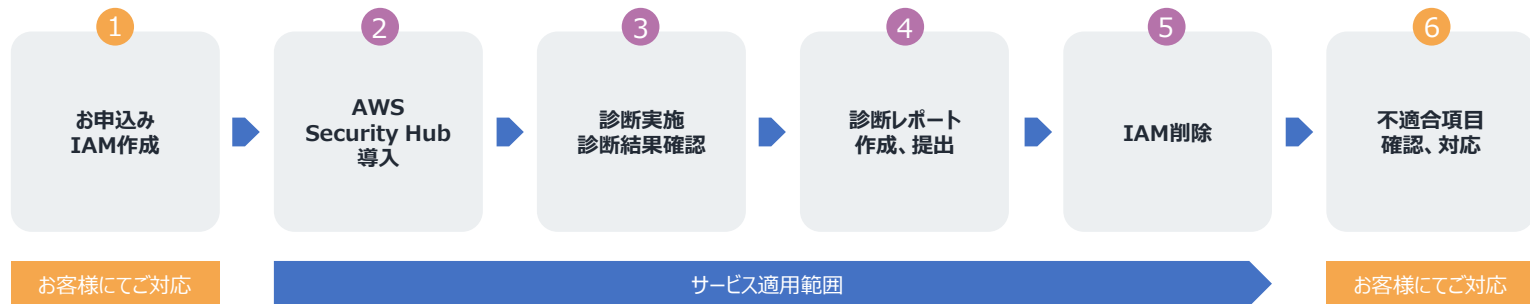 1
お申込み
IAM作成
2
AWS
Security Hub
導入
3
診断実施
診断結果確認
4
診断レポート
作成、提出
5
IAM削除
6
不適合項目
確認、対応
お客様にてご対応
サービス適用範囲
お客様にてご対応